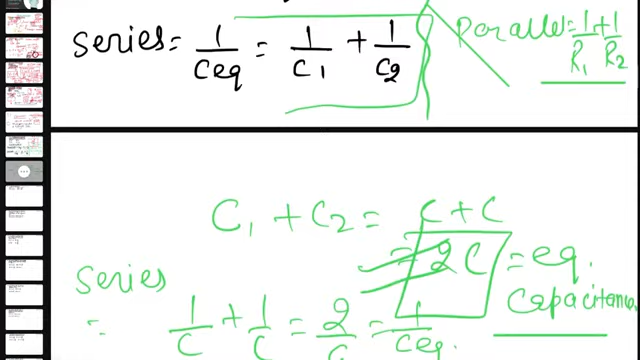 Series = 1/Ceq = 1/C1 + 1/C2
Parallel = 1/R1 + 1/R2
C1 + C2 = C + C
= 2C = eq.
Capacitance
Series
= 1/C + 1/C = 2/C = 1/Ceq.